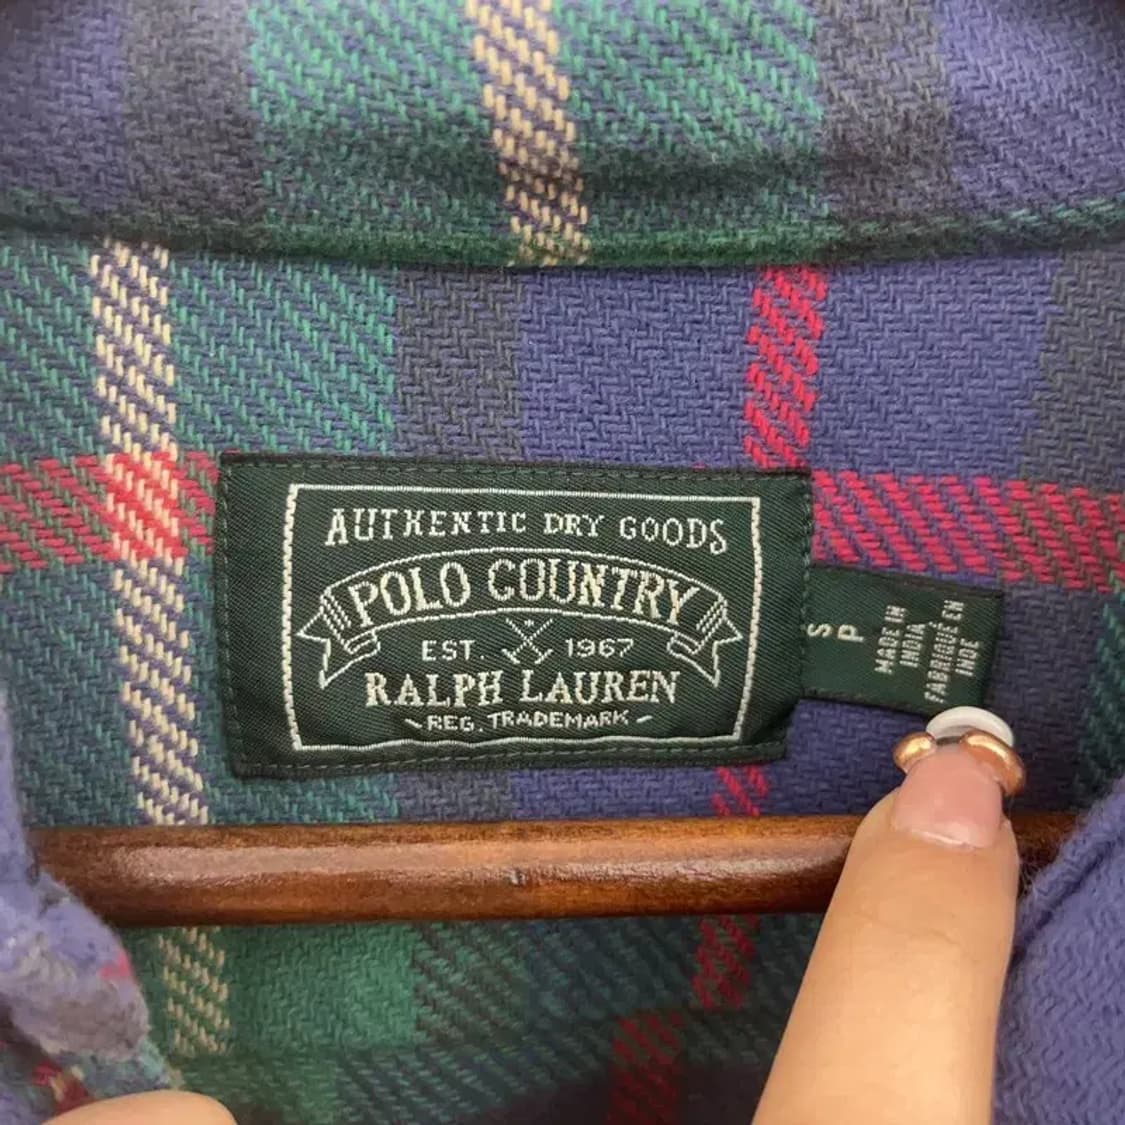 AUTHENTIC DRY GOODS
POLO COUNTRY
EST. 1967
RALPH LAUREN
-REG. TRADEMARK-
S
P
MADE IN
INDIA
FABRIQUÉ EN
INDE